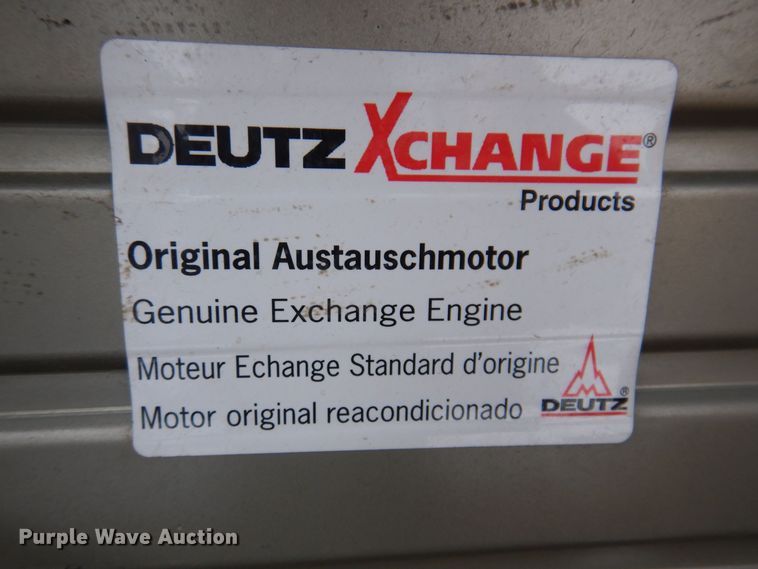 DEUTZ XCHANGE®
Products
Original Austauschmotor
Genuine Exchange Engine
Moteur Echange Standard d'origine
Motor original reacondicionado
DEUTZ®
Purple Wave Auction